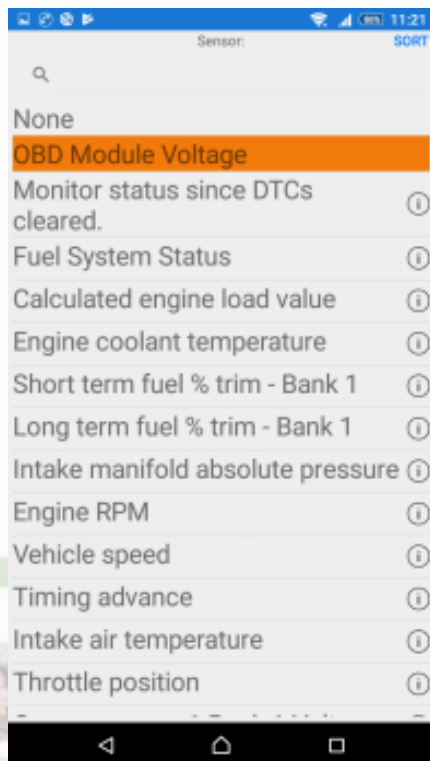 11:21
Sensor:
SORT
None
OBD Module Voltage
Monitor status since DTCs
cleared.
Fuel System Status
Calculated engine load value
Engine coolant temperature
Short term fuel % trim - Bank 1
Long term fuel % trim - Bank 1
Intake manifold absolute pressure
Engine RPM
Vehicle speed
Timing advance
Intake air temperature
Throttle position